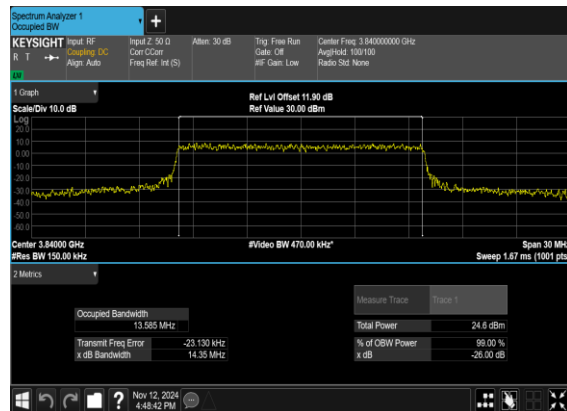 Spectrum Analyzer 1
Occupied BW
+
KEYSIGHT Input: RF Input Z: 50 Ω Atten: 30 dB Trig: Free Run Center Freq: 3.840000000 GHz
R T Coupling: DC Corr CCorr Gate: Off Avg|Hold: 100/100
Align: Auto Freq Ref: Int (S) #IF Gain: Low Radio Std: None
LW
1 Graph
Ref Lvl Offset 11.90 dB
Scale/Div 10.0 dB Ref Value 30.00 dBm
Log
20.0
10.0
0.00
-10.0
-20.0
-30.0
-40.0
-50.0
-60.0
Center 3.84000 GHz #Video BW 470.00 kHz* Span 30 MHz
#Res BW 150.00 kHz Sweep 1.67 ms (1001 pts
2 Metrics
Measure Trace Trace 1
Occupied Bandwidth
13.585 MHz Total Power 24.6 dBm
Transmit Freq Error -23.130 kHz % of OBW Power 99.00 %
x dB Bandwidth 14.35 MHz x dB -26.00 dB
? Nov 12, 2024
4:48:42 PM